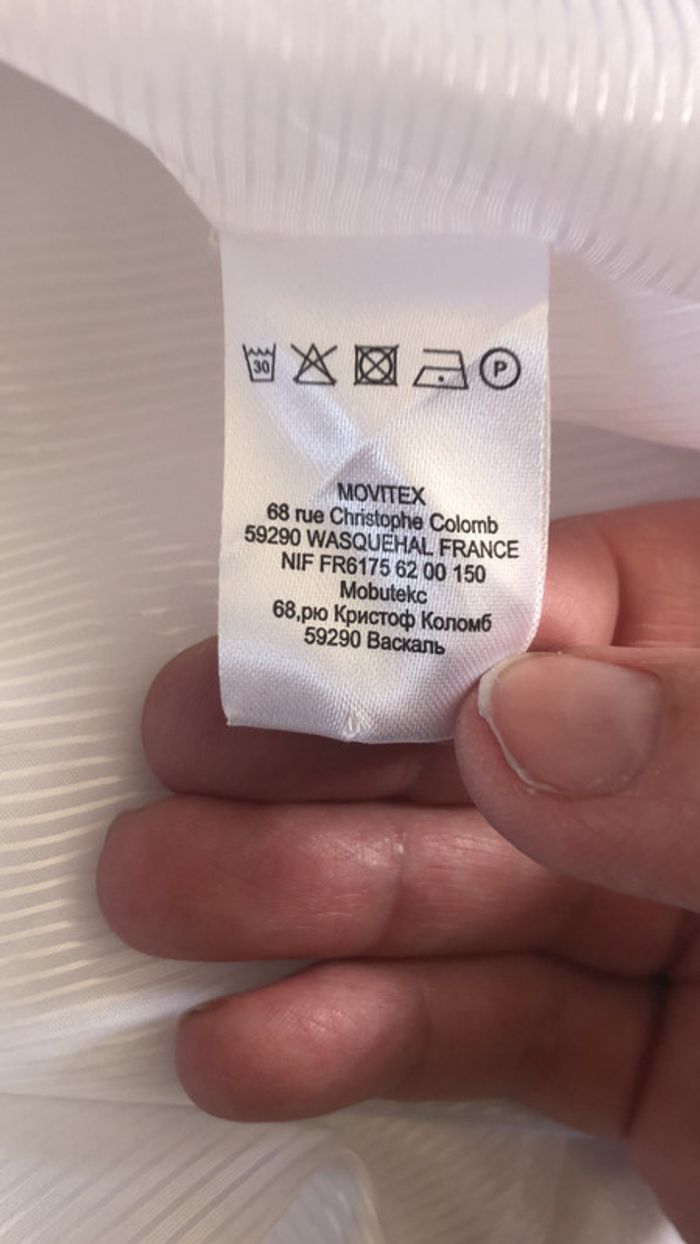 30 P
MOVITEX
68 rue Christophe Colomb
59290 WASQUEHAL FRANCE
NIF FR6175 62 00 150
Mobutekc
68,рю Кристоф Коломб
59290 Васкаль